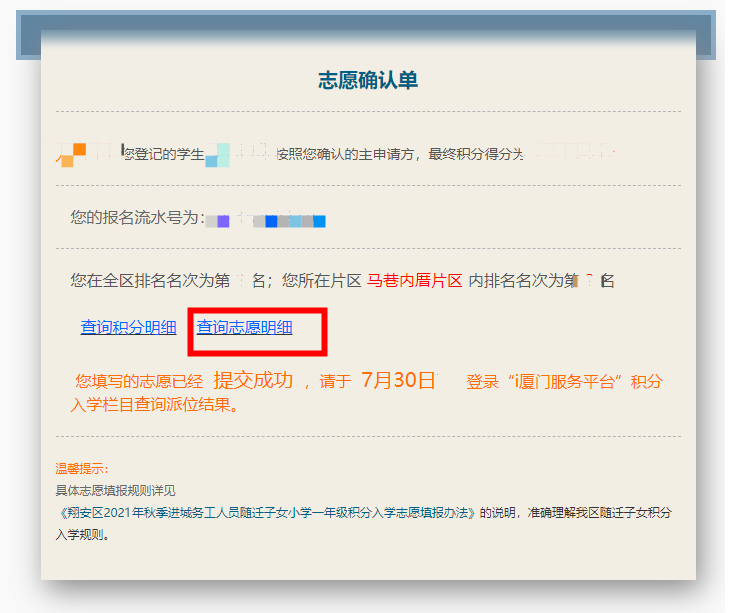 志愿确认单
您登记的学生 按照您确认的主申请方，最终积分得分为
您的报名流水号为：
您在全区排名名次为第 名；您所在片区 马巷内厝片区 内排名名次为第 名
查询积分明细 查询志愿明细
您填写的志愿已经 提交成功 ，请于 7月30日 登录“i厦门服务平台”积分
入学栏目查询派位结果。
温馨提示：
具体志愿填报规则详见
《翔安区2021年秋季进城务工人员随迁子女小学一年级积分入学志愿填报办法》的说明，准确理解我区随迁子女积分
入学规则。